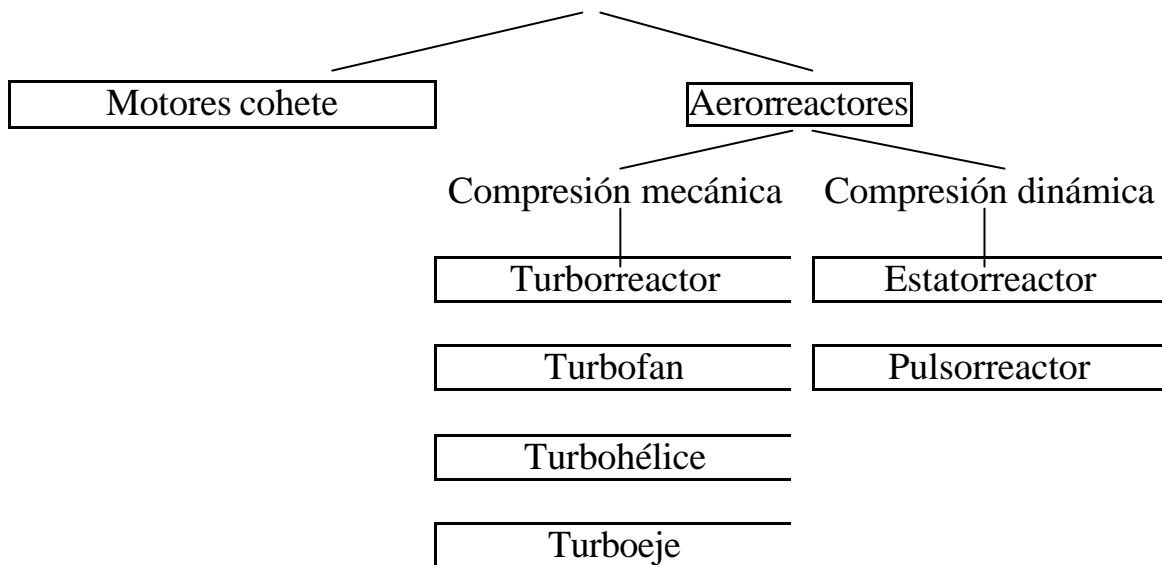 Motores cohete
Aerorreactores
Compresión mecánica
Compresión dinámica
Turborreactor
Estatorreactor
Turbofan
Pulsorreactor
Turbohélice
Turboeje